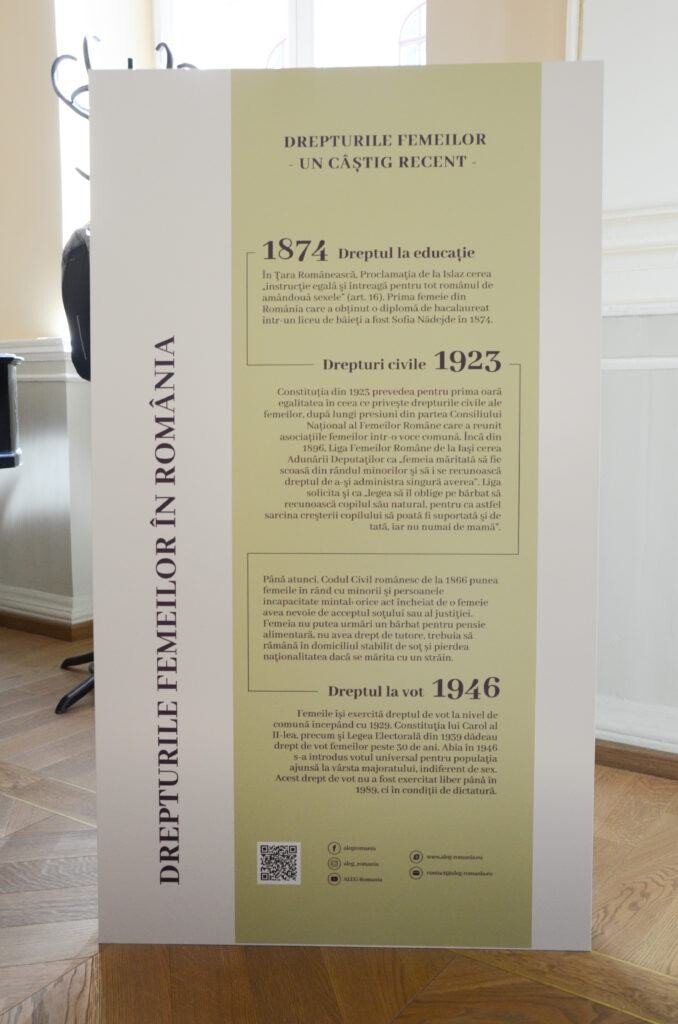 DREPTURILE FEMEILOR ÎN ROMÂNIA
DREPTURILE FEMEILOR
- UN CÂȘTIG RECENT -
1874 Dreptul la educație
În Țara Românească, Proclamația de la Islaz cerea
„instrucție egală și întreagă pentru tot românul de
amândouă sexele" (art. 16). Prima femeie din
România care a obținut o diplomă de bacalaureat
într-un liceu de băieți a fost Sofia Nădejde în 1874.
Drepturi civile 1923
Constituția din 1923 prevedea pentru prima oară
egalitatea în ceea ce privește drepturile civile ale
femeilor, după lungi presiuni din partea Consiliului
Național al Femeilor Române care a reunit
asociațiile femeilor într-o voce comună. Încă din
1896, Liga Femeilor Române de la Iași cerea
Adunării Deputaților ca „femeia măritată să fie
scoasă din rândul minorilor și să i se recunoască
dreptul de a-și administra singură averea". Liga
solicita și ca „legea să îl oblige pe bărbat să
recunoască copilul său natural, pentru ca astfel
sarcina creșterii copilului să poată fi suportată și de
tată, iar nu numai de mamă".
Până atunci, Codul Civil românesc de la 1866 punea
femeile în rând cu minorii și persoanele
incapacitate mintal: orice act încheiat de o femeie
avea nevoie de acceptul soțului sau al justiției.
Femeia nu putea urmări un bărbat pentru pensie
alimentară, nu avea drept de tutore, trebuia să
rămână în domiciliul stabilit de soț și pierdea
naționalitatea dacă se mărita cu un străin.
Dreptul la vot 1946
Femeile își exercită dreptul de vot la nivel de
comună începând cu 1929. Constituția lui Carol al
II-lea, precum și Legea Electorală din 1939 dădeau
drept de vot femeilor peste 30 de ani. Abia în 1946
s-a introdus votul universal pentru populația
ajunsă la vârsta majoratului, indiferent de sex.
Acest drept de vot nu a fost exercitat liber până în
1989, ci în condiții de dictatură.
alegromania
aleg_romania
ALEG Romania
www.aleg-romania.eu
contact@aleg-romania.eu